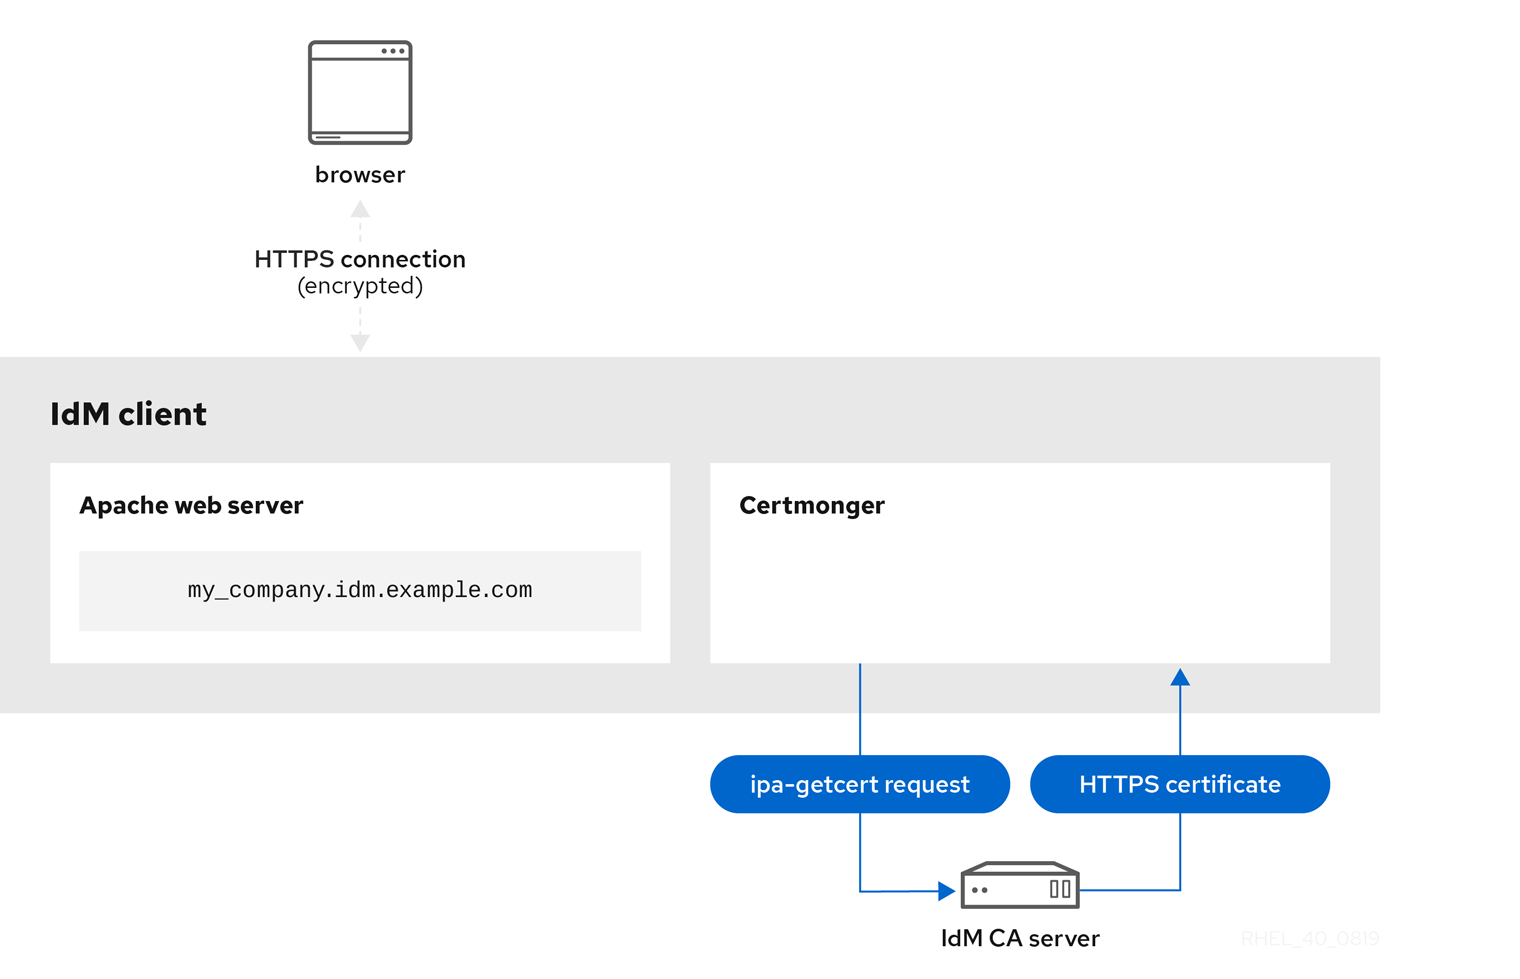 browser
HTTPS connection
(encrypted)
IdM client
Apache web server
my_company.idm.example.com
Certmonger
ipa-getcert request
HTTPS certificate
IdM CA server
RHEL_40_0819